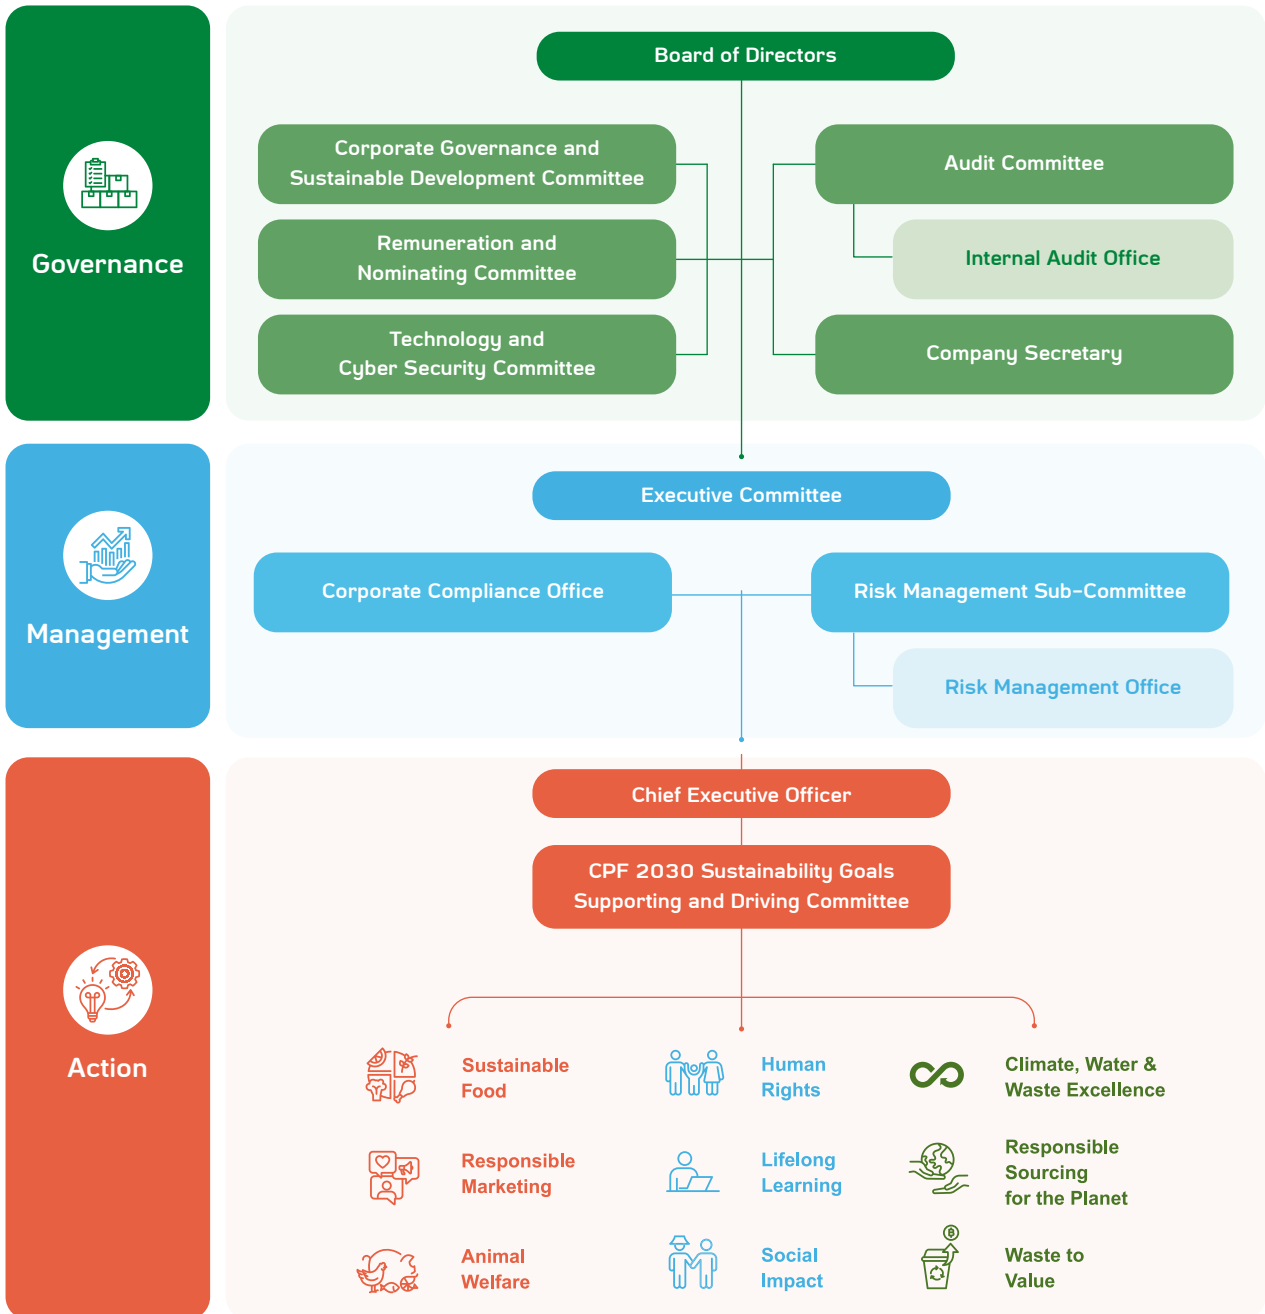 Governance
Board of Directors
Corporate Governance and
Sustainable Development Committee
Audit Committee
Remuneration and
Nominating Committee
Internal Audit Office
Technology and
Cyber Security Committee
Company Secretary
Management
Executive Committee
Corporate Compliance Office
Risk Management Sub-Committee
Risk Management Office
Action
Chief Executive Officer
CPF 2030 Sustainability Goals
Supporting and Driving Committee
Sustainable
Food
Human
Rights
Climate, Water &
Waste Excellence
Responsible
Marketing
Lifelong
Learning
Responsible
Sourcing
for the Planet
Animal
Welfare
Social
Impact
Waste to
Value